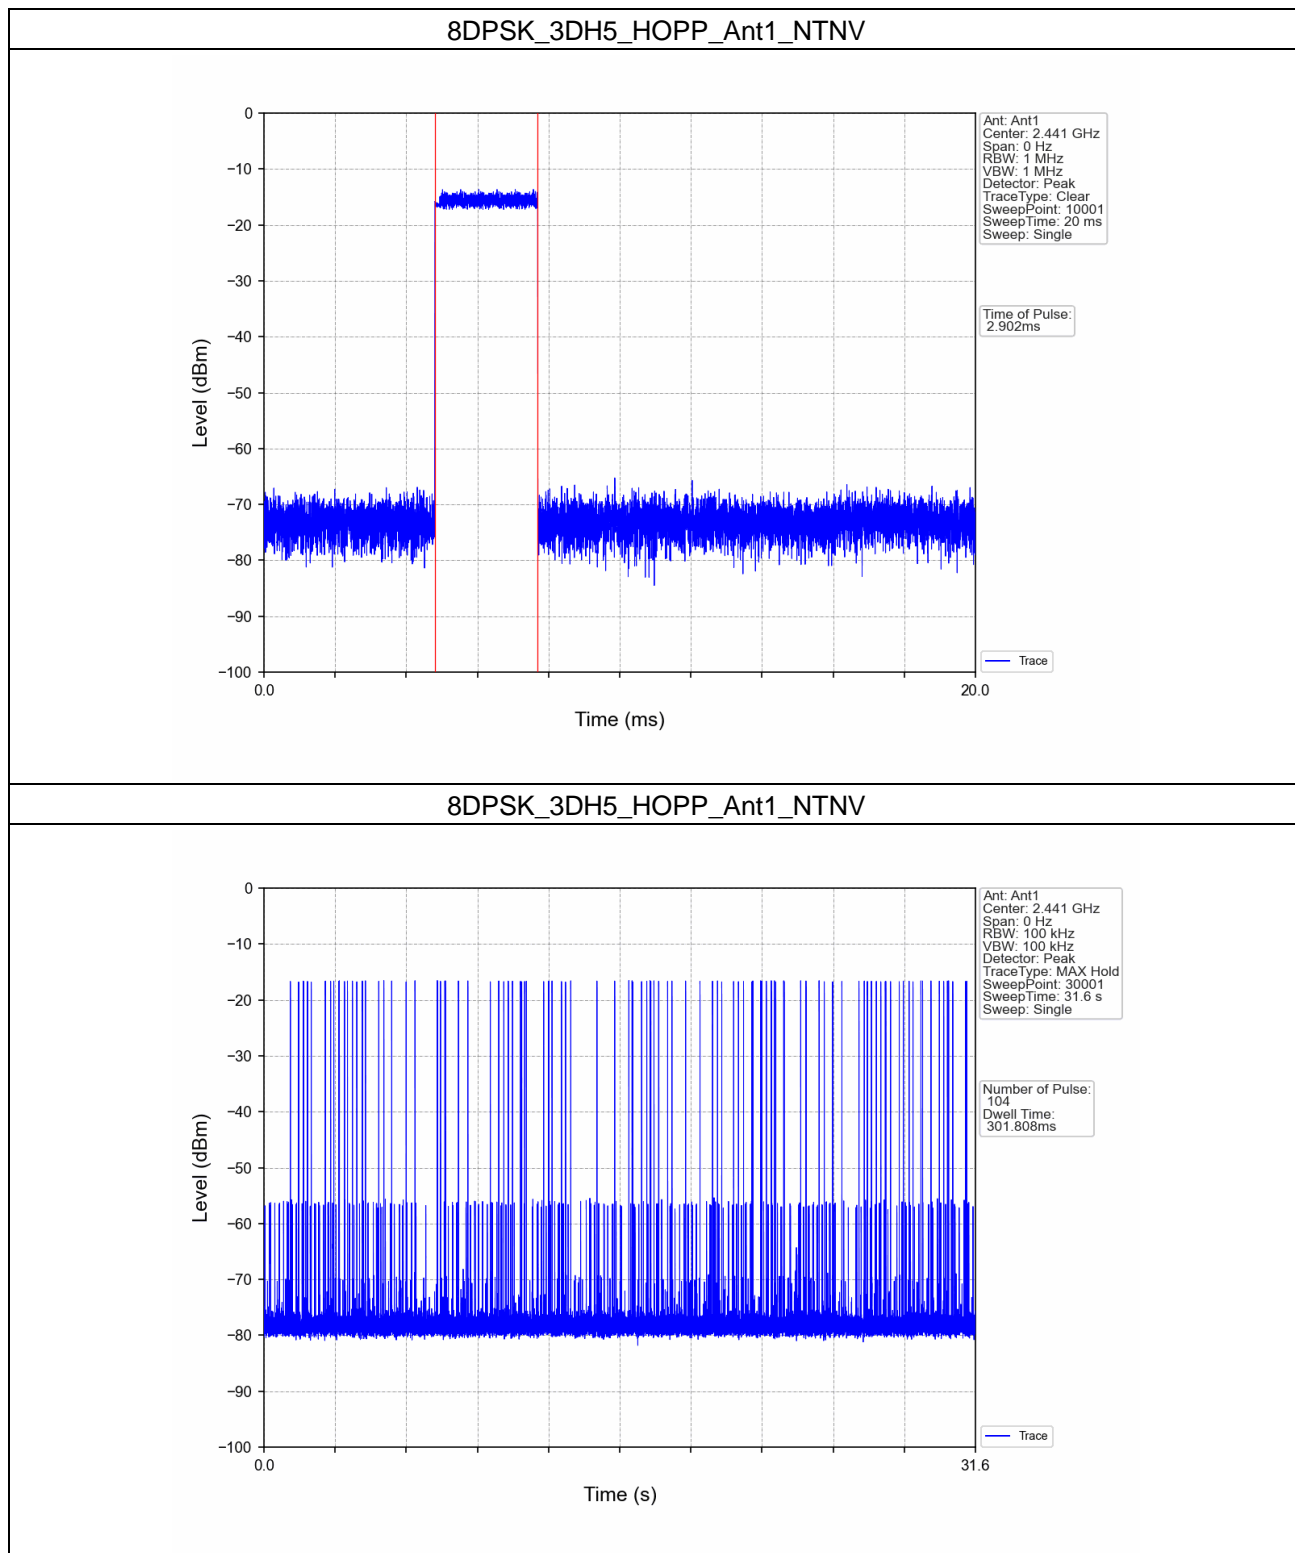 8DPSK_3DH5_HOPP_Ant1_NTNV
0
−10
−20
−30
−40
−50
−60
−70
−80
−90
−100
Level (dBm)
0.0
20.0
Time (ms)
Ant: Ant1
Center: 2.441 GHz
Span: 0 Hz
RBW: 1 MHz
VBW: 1 MHz
Detector: Peak
TraceType: Clear
SweepPoint: 10001
SweepTime: 20 ms
Sweep: Single
Time of Pulse:
2.902ms
Trace
8DPSK_3DH5_HOPP_Ant1_NTNV
0
−10
−20
−30
−40
−50
−60
−70
−80
−90
−100
Level (dBm)
0.0
31.6
Time (s)
Ant: Ant1
Center: 2.441 GHz
Span: 0 Hz
RBW: 100 kHz
VBW: 100 kHz
Detector: Peak
TraceType: MAX Hold
SweepPoint: 30001
SweepTime: 31.6 s
Sweep: Single
Number of Pulse:
104
Dwell Time:
301.808ms
Trace